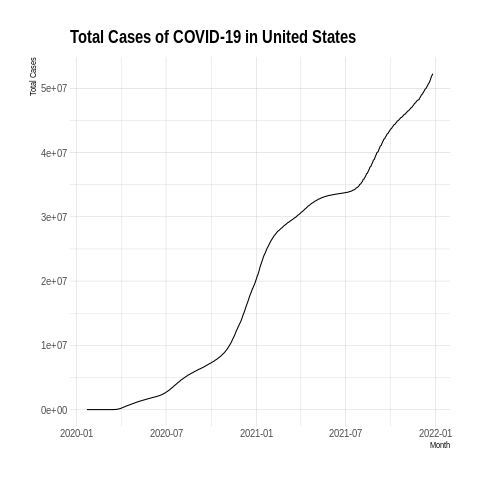 Total Cases of COVID-19 in United States
Total Cases
5e+07
4e+07
3e+07
2e+07
1e+07
0e+00
2020-01 2020-07 2021-01 2021-07 2022-01
Month